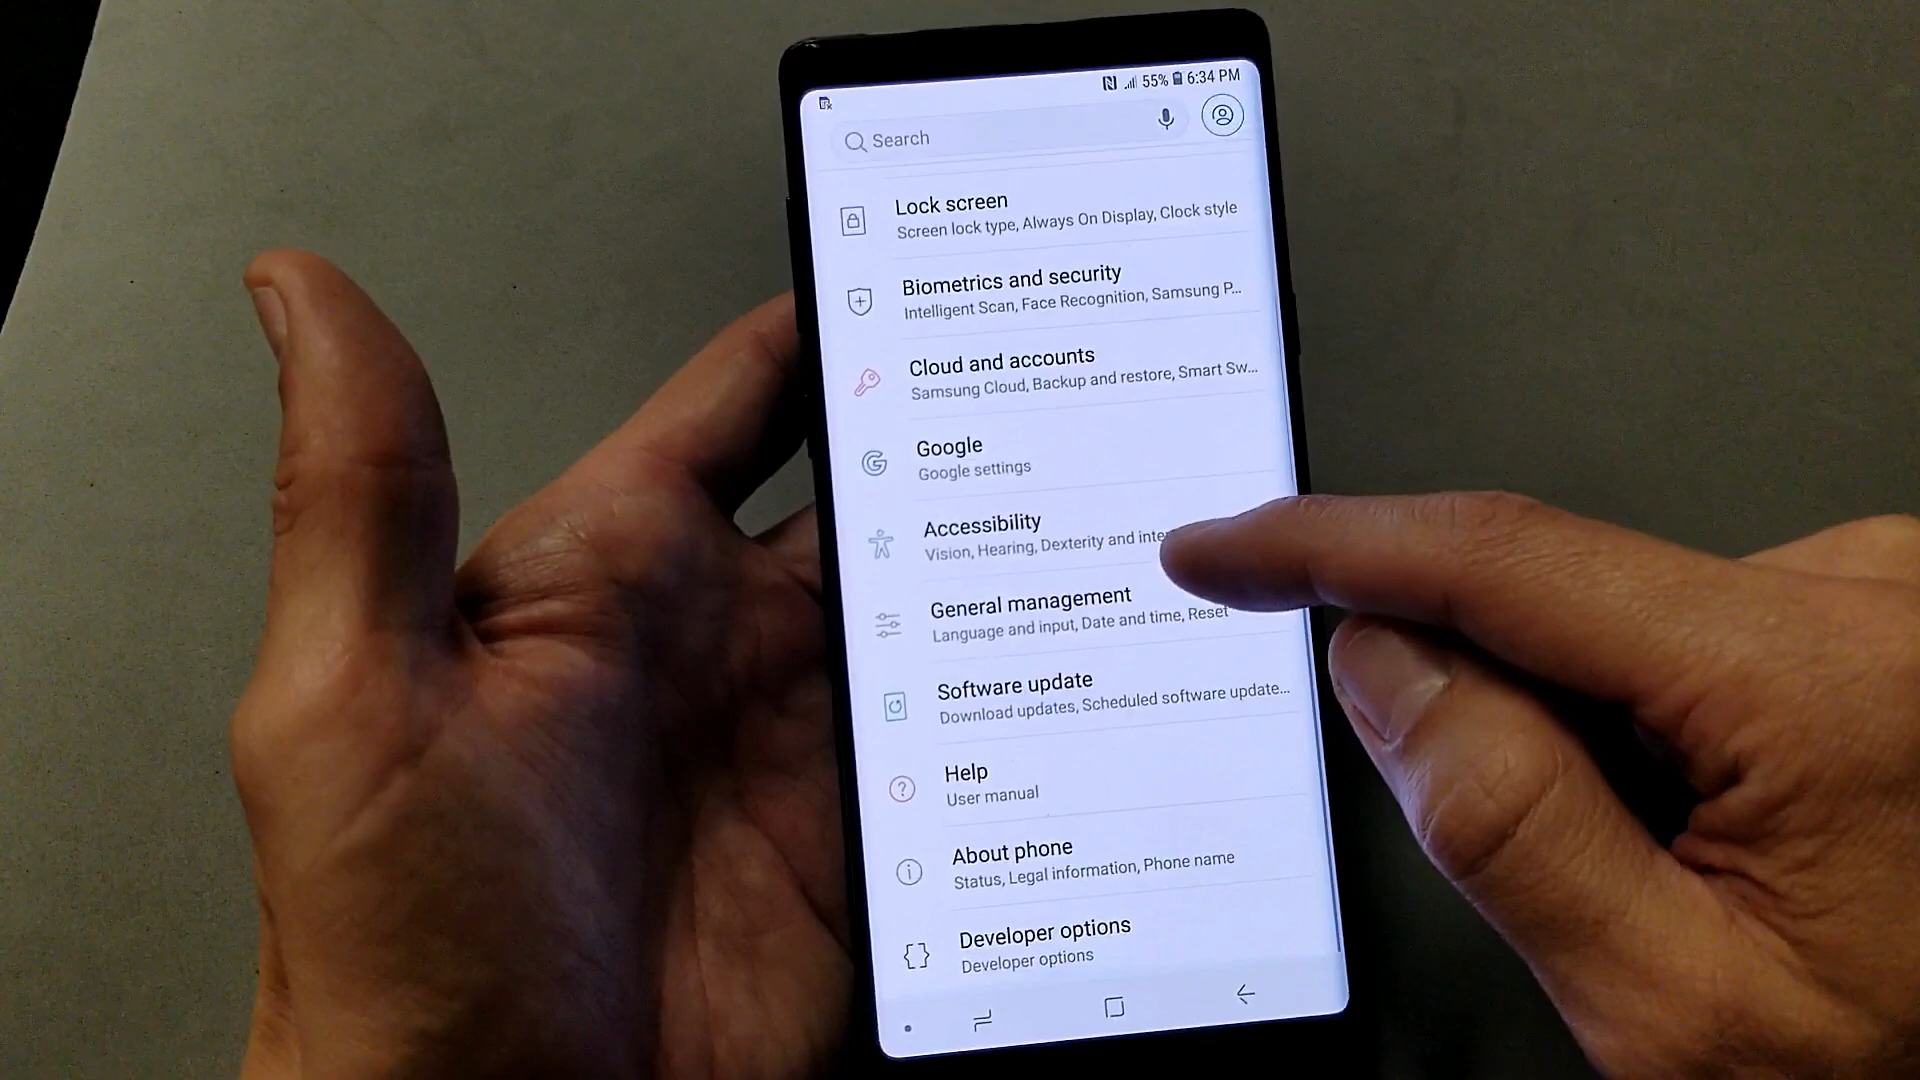 55% 6:34 PM
Search
Lock screen
Screen lock type, Always On Display, Clock style
Biometrics and security
Intelligent Scan, Face Recognition, Samsung P...
Cloud and accounts
Samsung Cloud, Backup and restore, Smart Sw...
Google
Google settings
Accessibility
Vision, Hearing, Dexterity and
General management
Language and input, Date and time, Reset
Software update
Download updates, Scheduled software update...
Help
User manual
About phone
Status, Legal information, Phone name
Developer options
Developer options